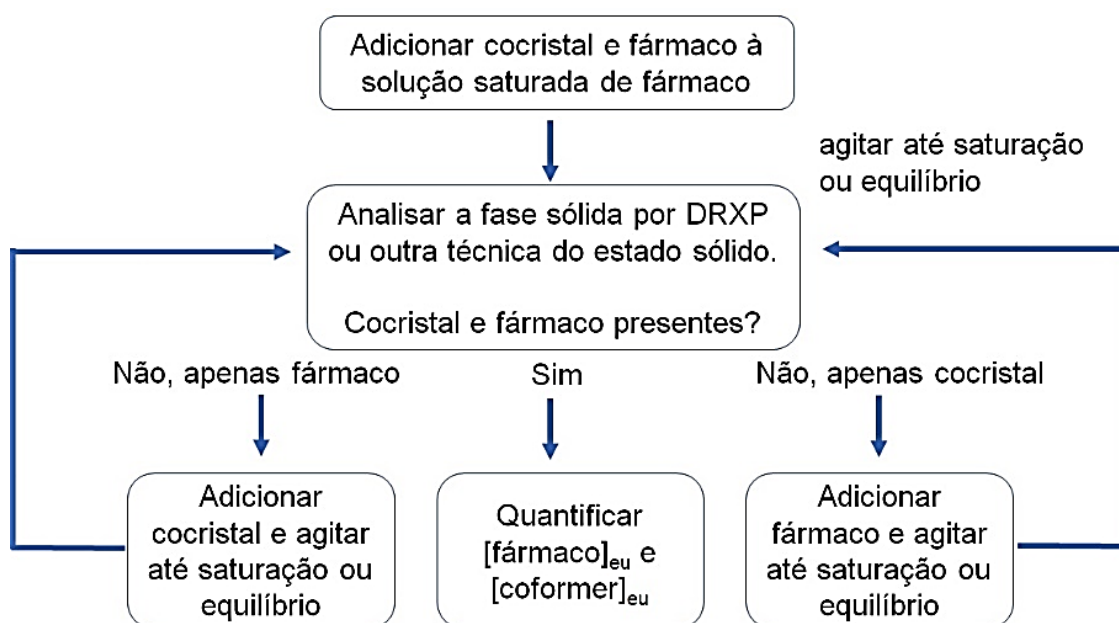 Adicionar cocristal e fármaco à
solução saturada de fármaco
agitar até saturação
ou equilíbrio
Analisar a fase sólida por DRXP
ou outra técnica do estado sólido.
Cocristal e fármaco presentes?
Não, apenas fármaco
Sim
Não, apenas cocristal
Adicionar
cocristal e agitar
até saturação ou
equilíbrio
Quantificar
[fármaco]eu e
[coformer]eu
Adicionar
fármaco e agitar
até saturação ou
equilíbrio